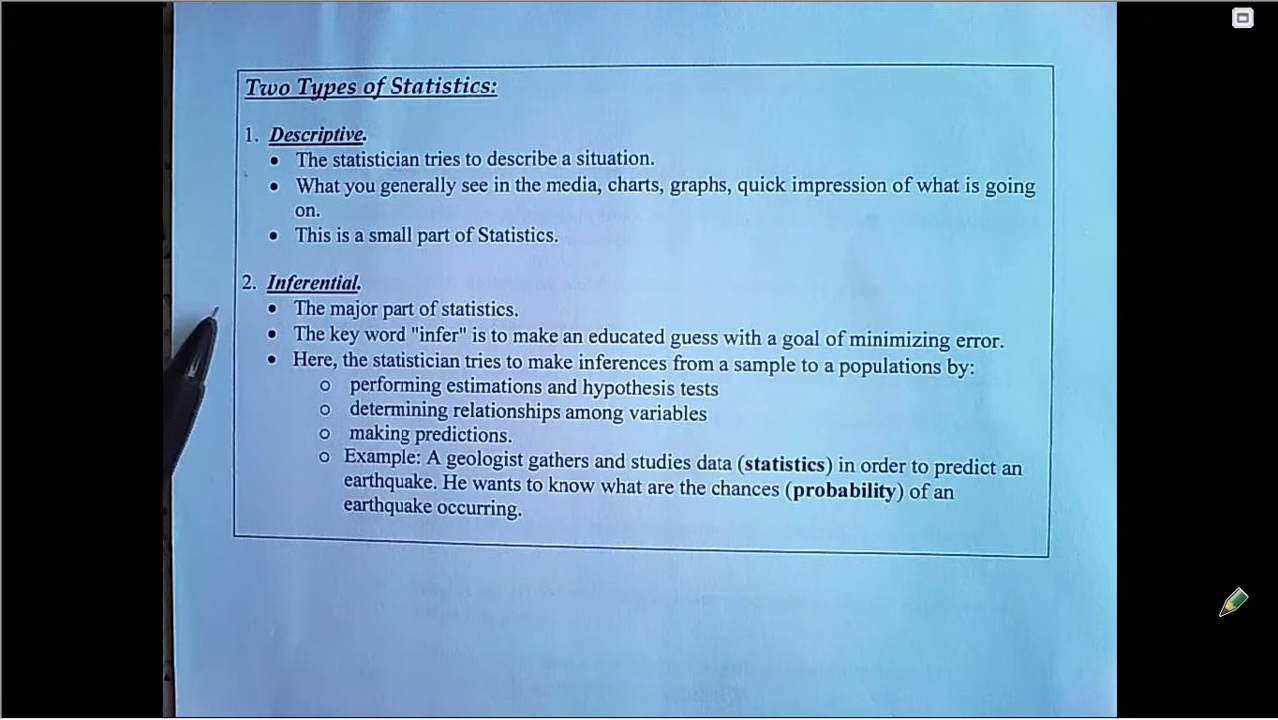 Two Types of Statistics:
1. Descriptive.
• The statistician tries to describe a situation.
• What you generally see in the media, charts, graphs, quick impression of what is going
on.
• This is a small part of Statistics.
2. Inferential.
• The major part of statistics.
• The key word "infer" is to make an educated guess with a goal of minimizing error.
• Here, the statistician tries to make inferences from a sample to a populations by:
o performing estimations and hypothesis tests
o determining relationships among variables
o making predictions.
o Example: A geologist gathers and studies data (statistics) in order to predict an
earthquake. He wants to know what are the chances (probability) of an
earthquake occurring.